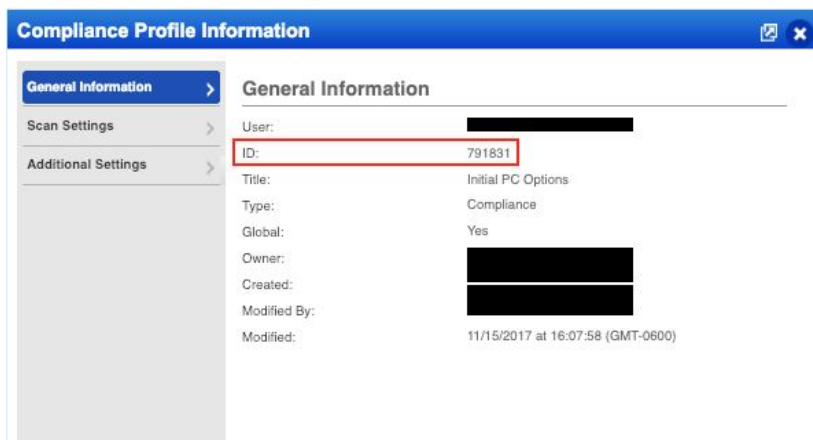 Compliance Profile Information
General Information
Scan Settings
Additional Settings
General Information
User:
ID: 791831
Title: Initial PC Options
Type: Compliance
Global: Yes
Owner:
Created:
Modified By:
Modified: 11/15/2017 at 16:07:58 (GMT-0600)